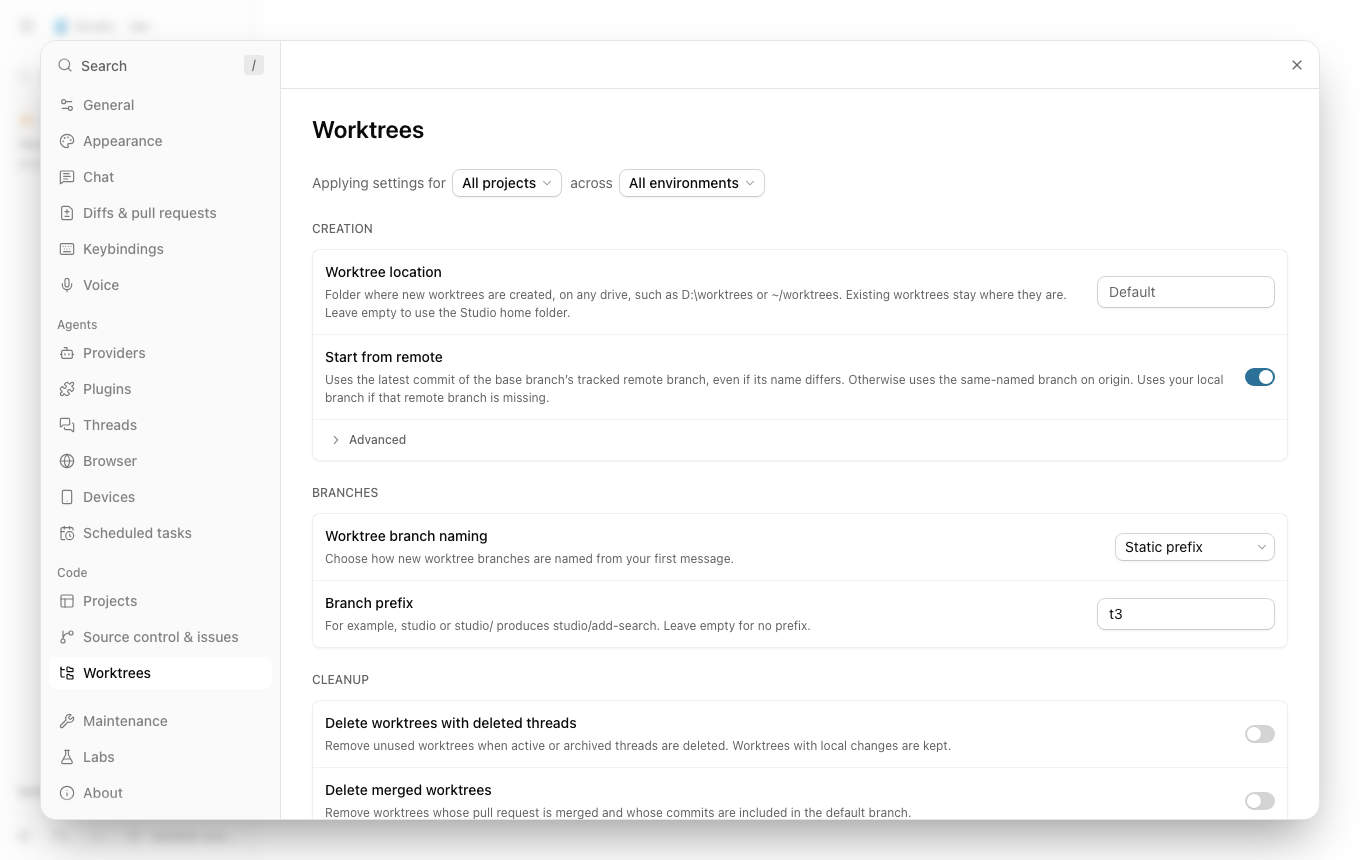 Search /
General
Appearance
Chat
Diffs & pull requests
Keybindings
Voice
Agents
Providers
Plugins
Threads
Browser
Devices
Scheduled tasks
Code
Projects
Source control & issues
Worktrees
Maintenance
Labs
About
Worktrees
Applying settings for All projects across All environments
CREATION
Worktree location
Folder where new worktrees are created, on any drive, such as D:\worktrees or ~/worktrees. Existing worktrees stay where they are.
Leave empty to use the Studio home folder.
Default
Start from remote
Uses the latest commit of the base branch's tracked remote branch, even if its name differs. Otherwise uses the same-named branch on origin. Uses your local
branch if that remote branch is missing.
Advanced
BRANCHES
Worktree branch naming
Choose how new worktree branches are named from your first message.
Static prefix
Branch prefix
For example, studio or studio/ produces studio/add-search. Leave empty for no prefix.
t3
CLEANUP
Delete worktrees with deleted threads
Remove unused worktrees when active or archived threads are deleted. Worktrees with local changes are kept.
Delete merged worktrees
Remove worktrees whose pull request is merged and whose commits are included in the default branch.